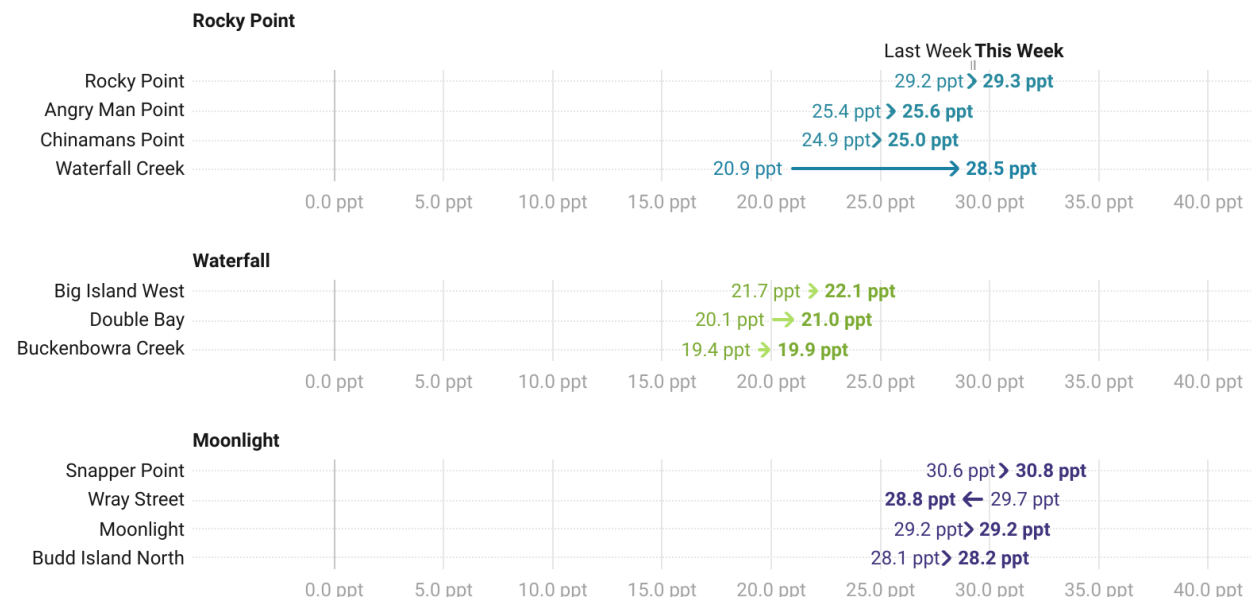 Rocky Point
Last Week This Week
Rocky Point 29.2 ppt 29.3 ppt
Angry Man Point 25.4 ppt 25.6 ppt
Chinamans Point 24.9 ppt 25.0 ppt
Waterfall Creek 20.9 ppt 28.5 ppt
0.0 ppt 5.0 ppt 10.0 ppt 15.0 ppt 20.0 ppt 25.0 ppt 30.0 ppt 35.0 ppt 40.0 ppt
Waterfall
Big Island West 21.7 ppt 22.1 ppt
Double Bay 20.1 ppt 21.0 ppt
Buckenbowra Creek 19.4 ppt 19.9 ppt
0.0 ppt 5.0 ppt 10.0 ppt 15.0 ppt 20.0 ppt 25.0 ppt 30.0 ppt 35.0 ppt 40.0 ppt
Moonlight
Snapper Point 30.6 ppt 30.8 ppt
Wray Street 28.8 ppt 29.7 ppt
Moonlight 29.2 ppt 29.2 ppt
Budd Island North 28.1 ppt 28.2 ppt
0.0 ppt 5.0 ppt 10.0 ppt 15.0 ppt 20.0 ppt 25.0 ppt 30.0 ppt 35.0 ppt 40.0 ppt